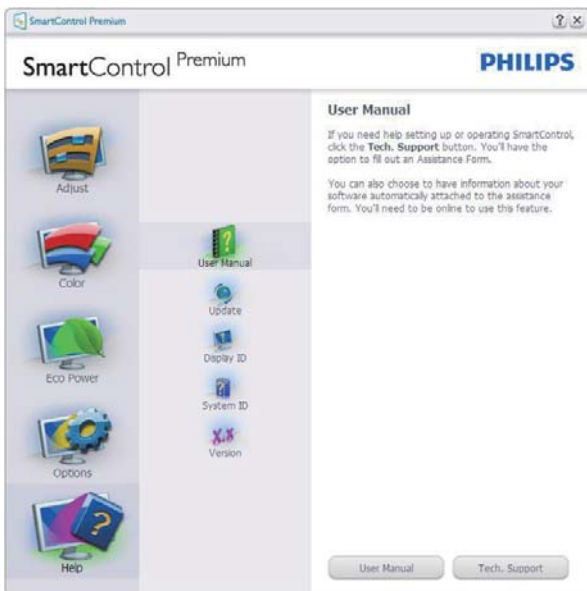 SmartControl Premium
SmartControl Premium
PHILIPS
Adjust
Color
Eco Power
Options
Help
User Manual
Update
Display ID
System ID
X.X
Version
User Manual
If you need help setting up or operating SmartControl,
click the Tech. Support button. You'll have the
option to fill out an Assistance Form.
You can also choose to have information about your
software automatically attached to the assistance
form. You'll need to be online to use this feature.
User Manual
Tech. Support